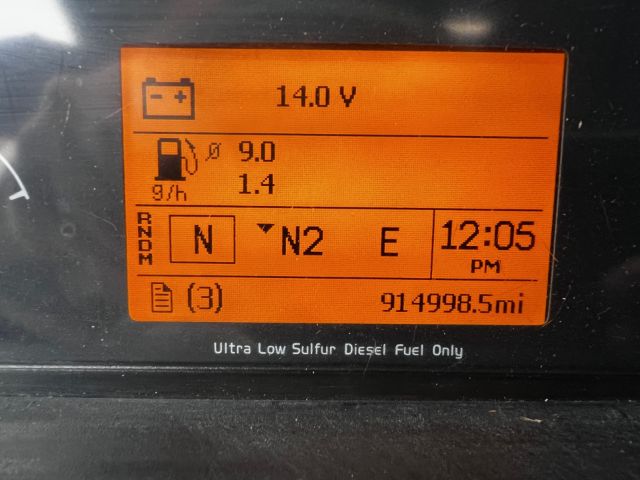 14.0 V
ø 9.0
g/h 1.4
RNDM N N2 E 12:05 PM
(3) 914998.5mi
Ultra Low Sulfur Diesel Fuel Only